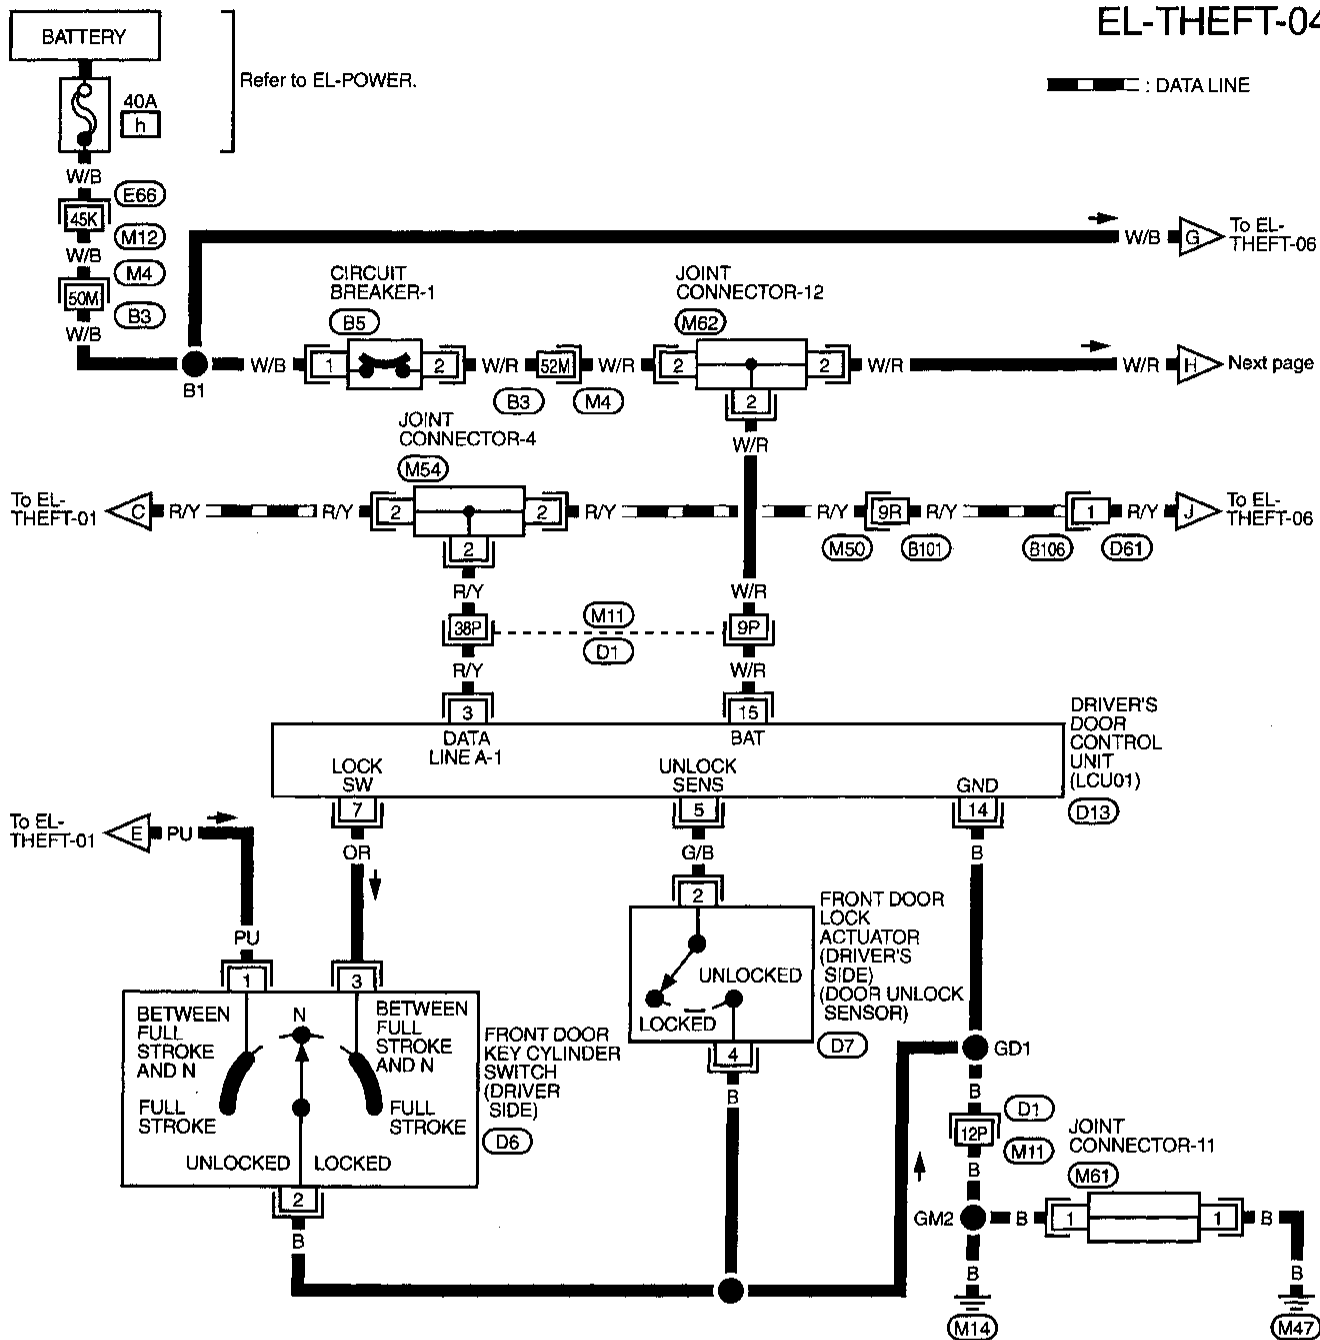 EL-THEFT-04
BATTERY
Refer to EL-POWER.
: DATA LINE
40A
h
W/B
E66
45K
M12
W/B
M4
50M
B3
W/B
W/B
G
To EL-
THEFT-06
CIRCUIT
BREAKER-1
B5
JOINT
CONNECTOR-12
M62
B1
W/B
1
2
W/R
52M
W/R
2
2
W/R
W/R
H
Next page
B3
M4
2
W/R
JOINT
CONNECTOR-4
M54
To EL-
THEFT-01
C
R/Y
R/Y
2
2
R/Y
R/Y
9R
R/Y
1
R/Y
J
To EL-
THEFT-06
M50
B101
B106
D61
2
R/Y
W/R
38P
M11
D1
9P
R/Y
W/R
3
15
DATA
LINE A-1
BAT
LOCK
SW
UNLOCK
SENS
GND
DRIVER'S
DOOR
CONTROL
UNIT
(LCU01)
D13
7
5
14
To EL-
THEFT-01
E
PU
OR
G/B
B
PU
2
1
3
UNLOCKED
LOCKED
4
FRONT DOOR
LOCK
ACTUATOR
(DRIVER'S
SIDE)
(DOOR UNLOCK
SENSOR)
D7
BETWEEN
FULL
STROKE
AND N
N
BETWEEN
FULL
STROKE
AND N
FULL
STROKE
FULL
STROKE
UNLOCKED
LOCKED
2
FRONT DOOR
KEY CYLINDER
SWITCH
(DRIVER
SIDE)
D6
B
B
GD1
B
D1
12P
M11
B
JOINT
CONNECTOR-11
M61
GM2
B
1
1
B
B
B
M14
M47